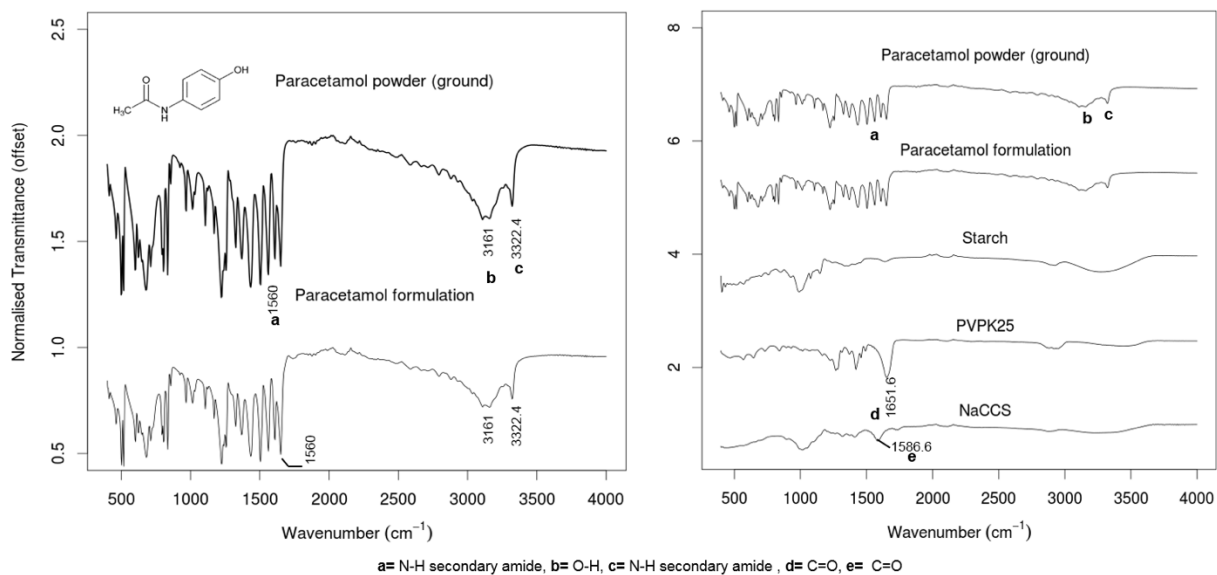 Normalised Transmittance (offset)
2.5
2.0
1.5
1.0
0.5
O
OH
H₃C
N
H
Paracetamol powder (ground)
3161
3322.4
b
c
1560
a
Paracetamol formulation
3161
3322.4
1560
500 1000 1500 2000 2500 3000 3500 4000
Wavenumber (cm⁻¹)
8
6
4
2
Paracetamol powder (ground)
a
b
c
Paracetamol formulation
Starch
PVPK25
d
1651.6
NaCCS
1586.6
e
500 1000 1500 2000 2500 3000 3500 4000
Wavenumber (cm⁻¹)
a= N-H secondary amide, b= O-H, c= N-H secondary amide , d= C=O, e= C=O